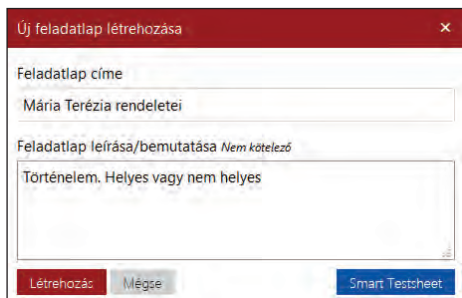 Új feladatlap létrehozása ×
Feladatlap címe
Mária Terézia rendeletei
Feladatlap leírása/bemutatása Nem kötelező
Történelem. Helyes vagy nem helyes
Létrehozás Mégse Smart Testsheet